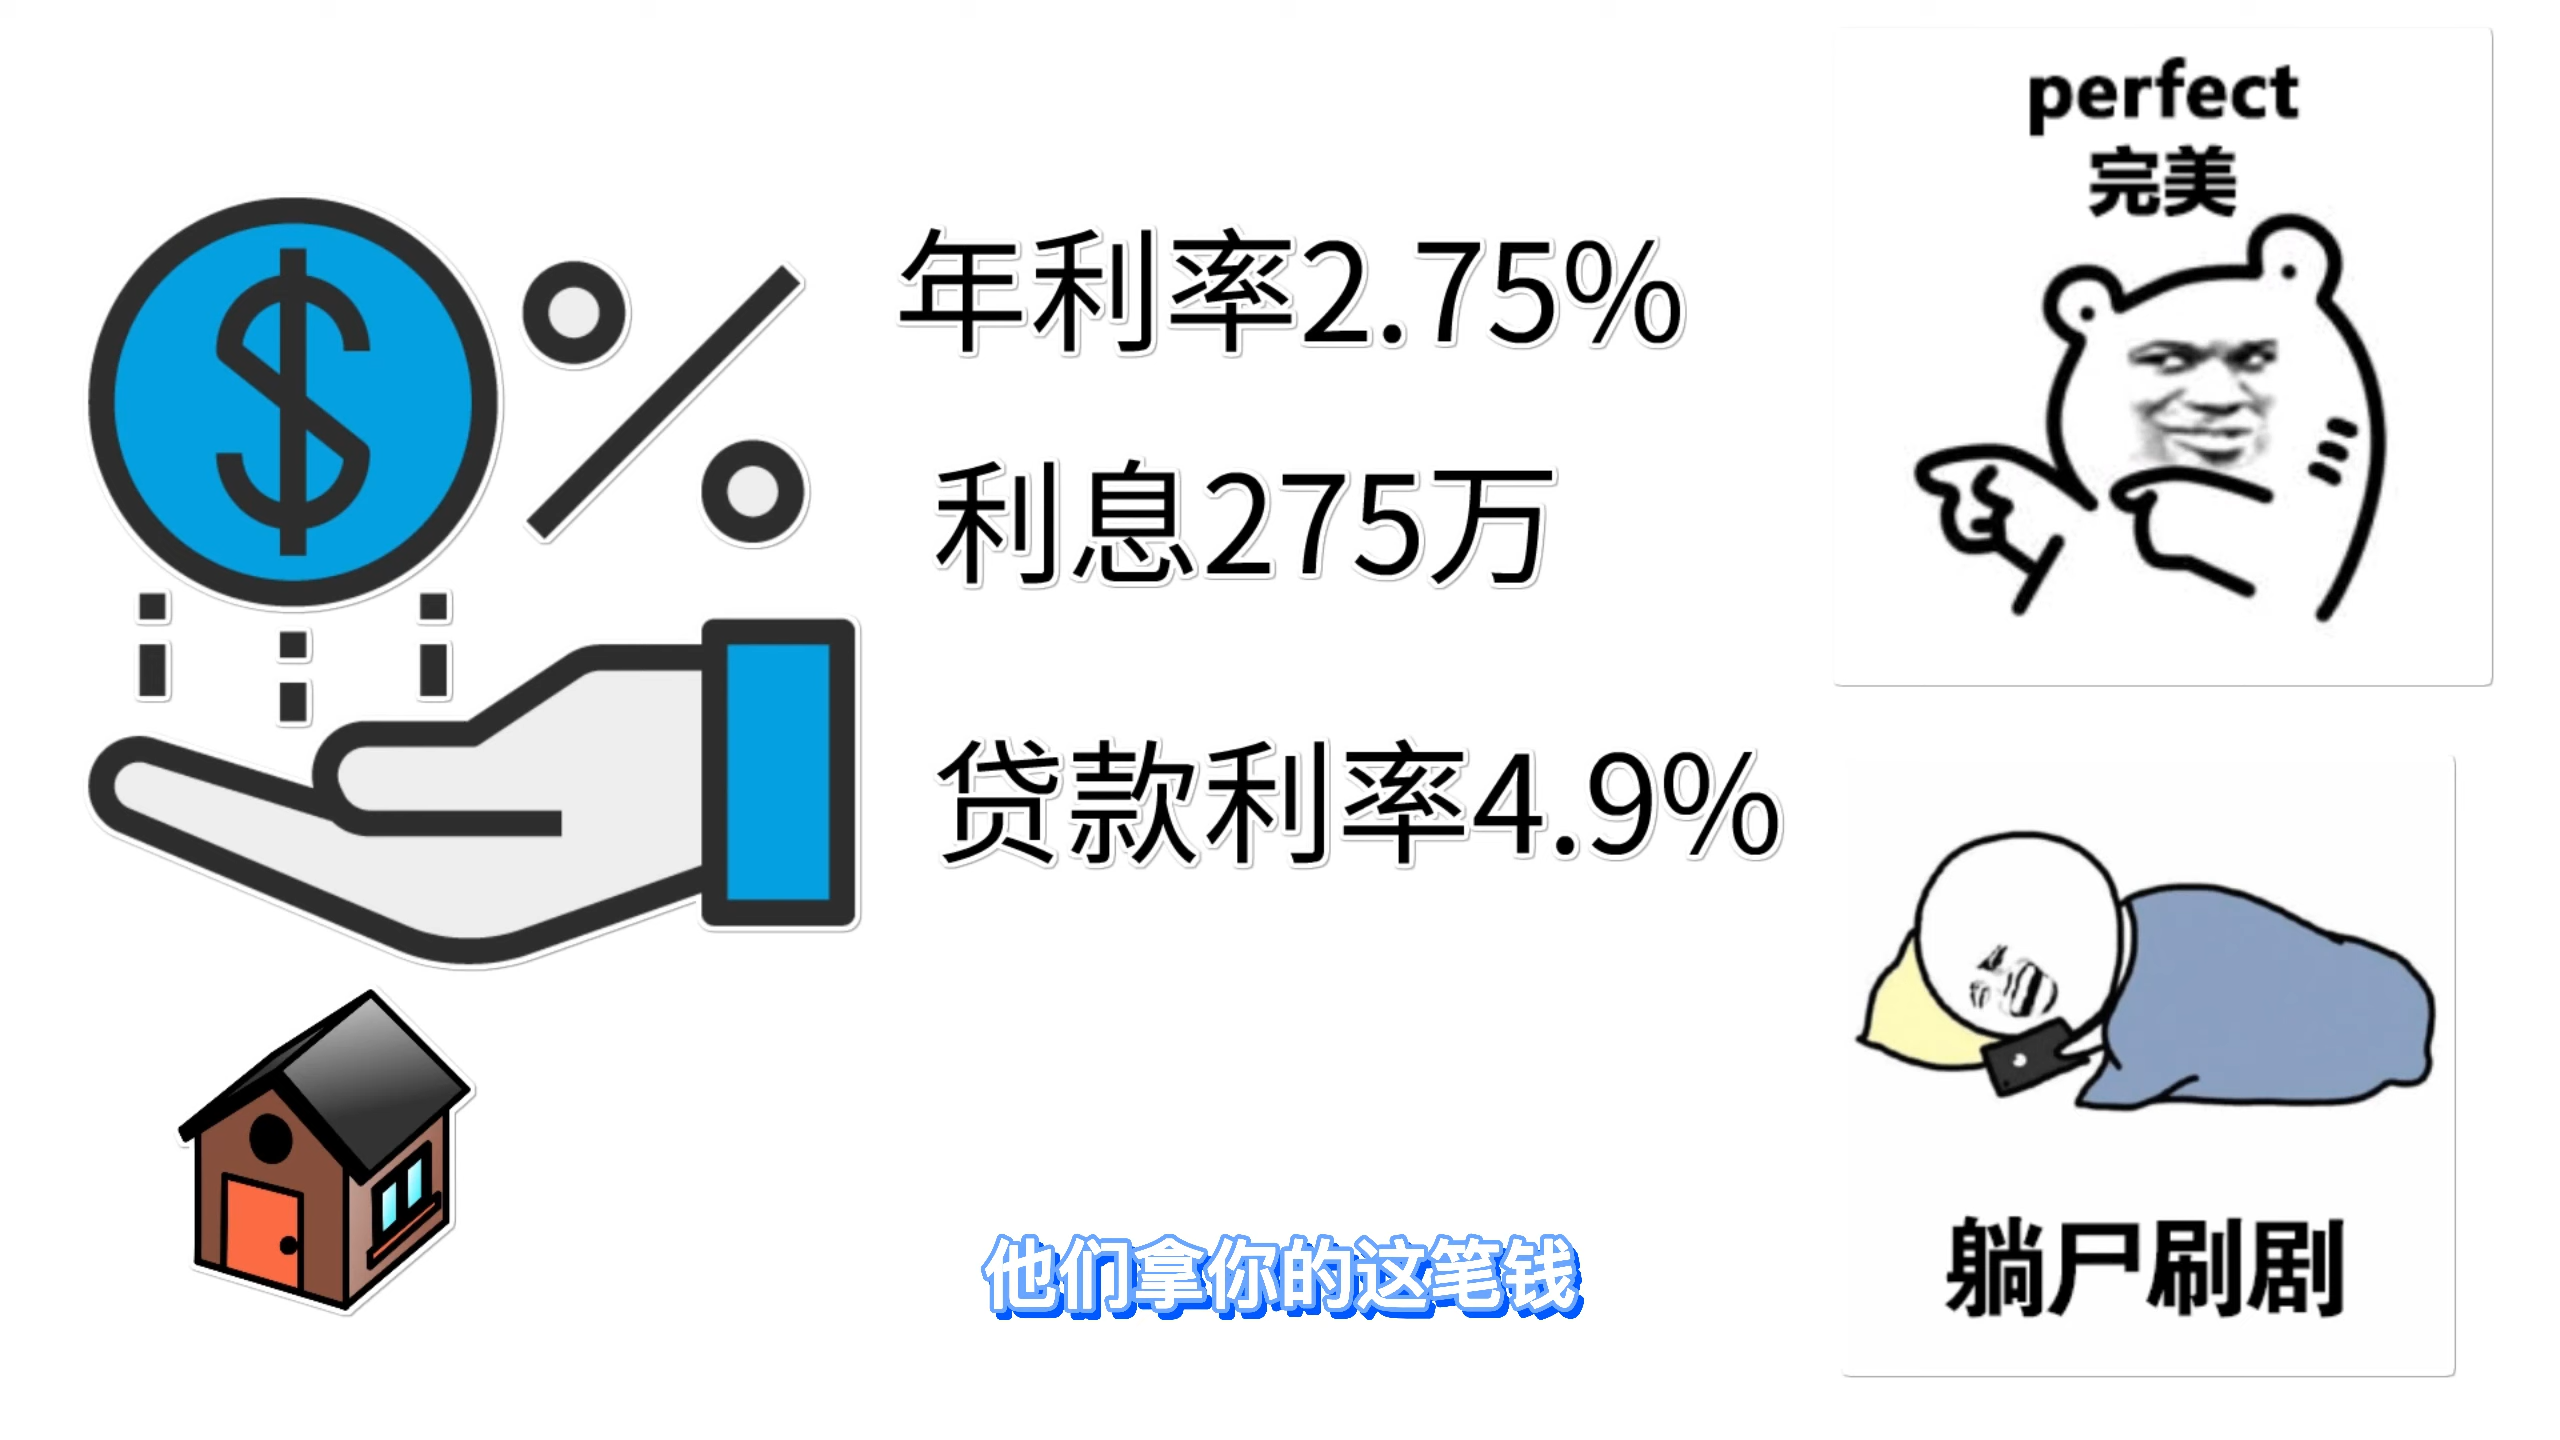 年利率2.75%
利息275万
贷款利率4.9%
perfect
完美
躺尸刷剧
他们拿你的这笔钱